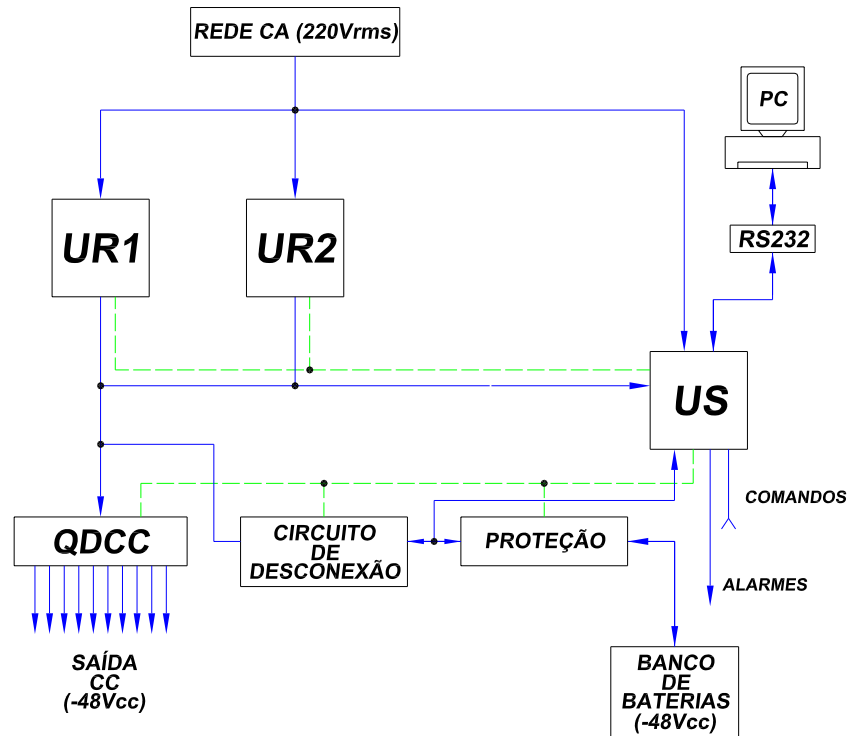 REDE CA (220Vrms)
PC
UR1
UR2
RS232
US
COMANDOS
QDCC
CIRCUITO
DE
DESCONEXÃO
PROTEÇÃO
ALARMES
SAÍDA
CC
(-48Vcc)
BANCO
DE
BATERIAS
(-48Vcc)